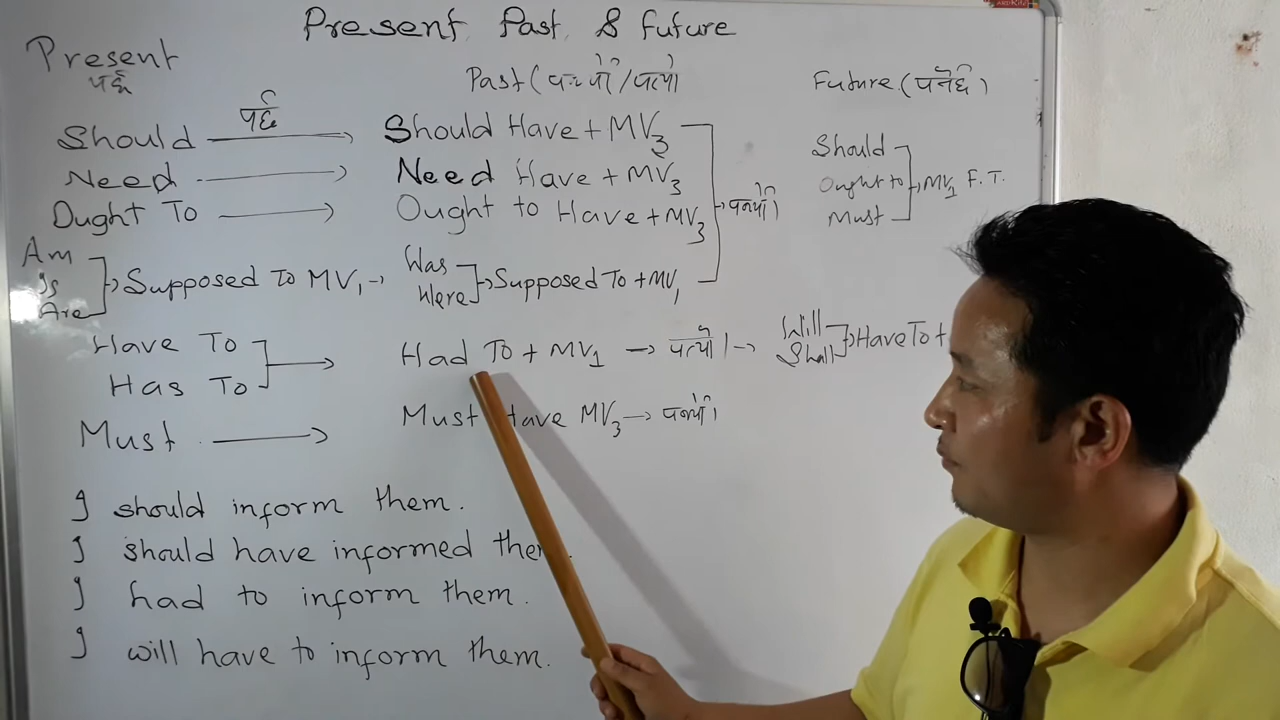 Present, Past, & Future
Present
पर्छ
Past (पर्थ्यो / पर्‍यो)
Future. (पर्नेछ)
पर्छ
Should → Should Have + MV3
Need → Need Have + MV3
Ought To → Ought to Have + MV3
पर्थ्यो।
Should
Ought to → MV1 F.T.
Must
Am
Is → Supposed To MV1 →
Are
Was
Were → Supposed To + MV1
Have To
Has To →
Had To + MV1 → पर्‍यो। →
Will
Shall Have To +
Must → Must Have MV3 → पर्थ्यो।
I should inform them.
I should have informed them.
I had to inform them.
I will have to inform them.